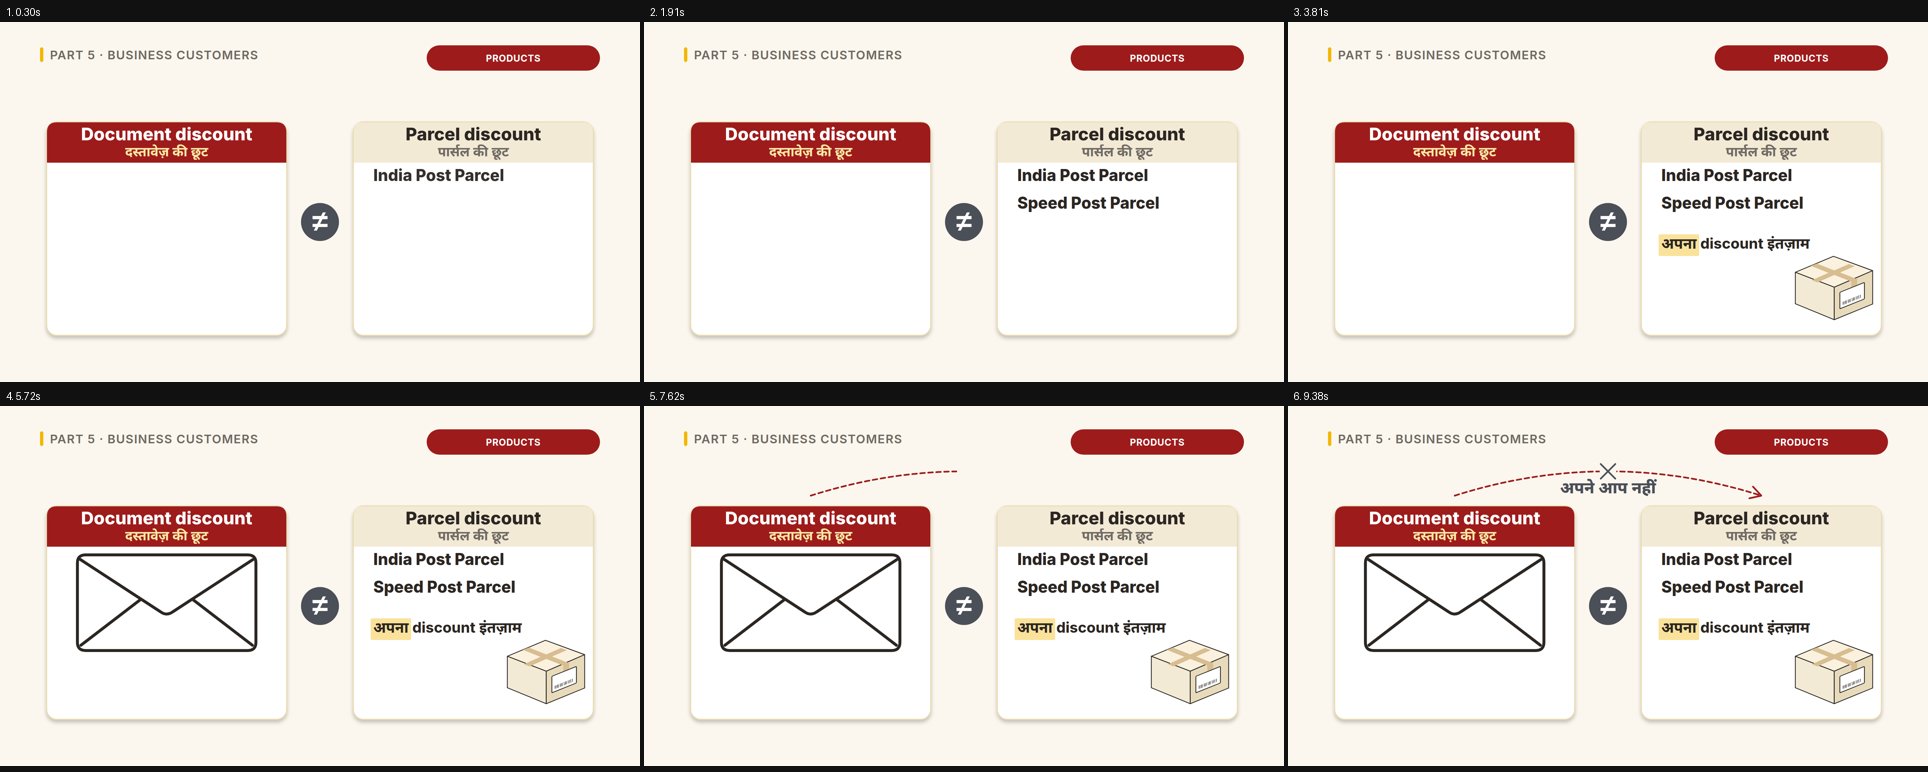 1. 0.30s
PART 5 · BUSINESS CUSTOMERS
PRODUCTS
Document discount
दस्तावेज़ की छूट
≠
Parcel discount
पार्सल की छूट
India Post Parcel
2. 1.91s
PART 5 · BUSINESS CUSTOMERS
PRODUCTS
Document discount
दस्तावेज़ की छूट
≠
Parcel discount
पार्सल की छूट
India Post Parcel
Speed Post Parcel
3. 3.81s
PART 5 · BUSINESS CUSTOMERS
PRODUCTS
Document discount
दस्तावेज़ की छूट
≠
Parcel discount
पार्सल की छूट
India Post Parcel
Speed Post Parcel
अपना discount इंतज़ाम
4. 5.72s
PART 5 · BUSINESS CUSTOMERS
PRODUCTS
Document discount
दस्तावेज़ की छूट
≠
Parcel discount
पार्सल की छूट
India Post Parcel
Speed Post Parcel
अपना discount इंतज़ाम
5. 7.62s
PART 5 · BUSINESS CUSTOMERS
PRODUCTS
Document discount
दस्तावेज़ की छूट
≠
Parcel discount
पार्सल की छूट
India Post Parcel
Speed Post Parcel
अपना discount इंतज़ाम
6. 9.38s
PART 5 · BUSINESS CUSTOMERS
PRODUCTS
अपने आप नहीं
Document discount
दस्तावेज़ की छूट
≠
Parcel discount
पार्सल की छूट
India Post Parcel
Speed Post Parcel
अपना discount इंतज़ाम